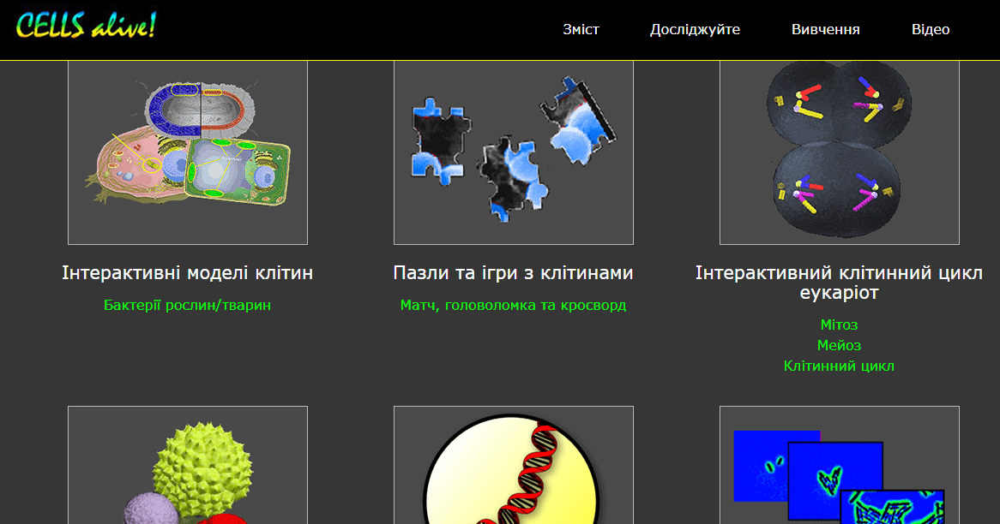 CELLS alive!
Зміст
Досліджуйте
Вивчення
Відео
Інтерактивні моделі клітин
Бактерії рослин/тварин
Пазли та ігри з клітинами
Матч, головоломка та кросворд
Інтерактивний клітинний цикл
еукаріот
Мітоз
Мейоз
Клітинний цикл